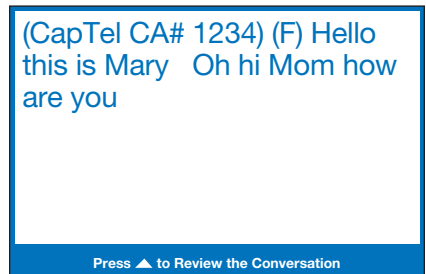 (CapTel CA# 1234) (F) Hello
this is Mary   Oh hi Mom how
are you
Press ▲ to Review the Conversation